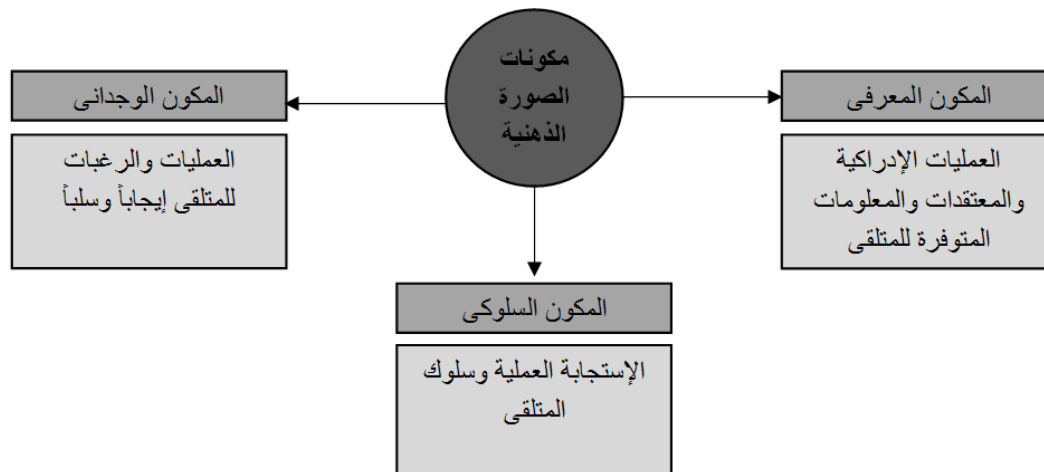 مكونات
الصورة
الذهنية
المكون المعرفى
العمليات الإدراكية
والمعتقدات والمعلومات
المتوفرة للمتلقى
المكون الوجدانى
العمليات والرغبات
للمتلقى إيجاباً وسلباً
المكون السلوكى
الإستجابة العملية وسلوك
المتلقى